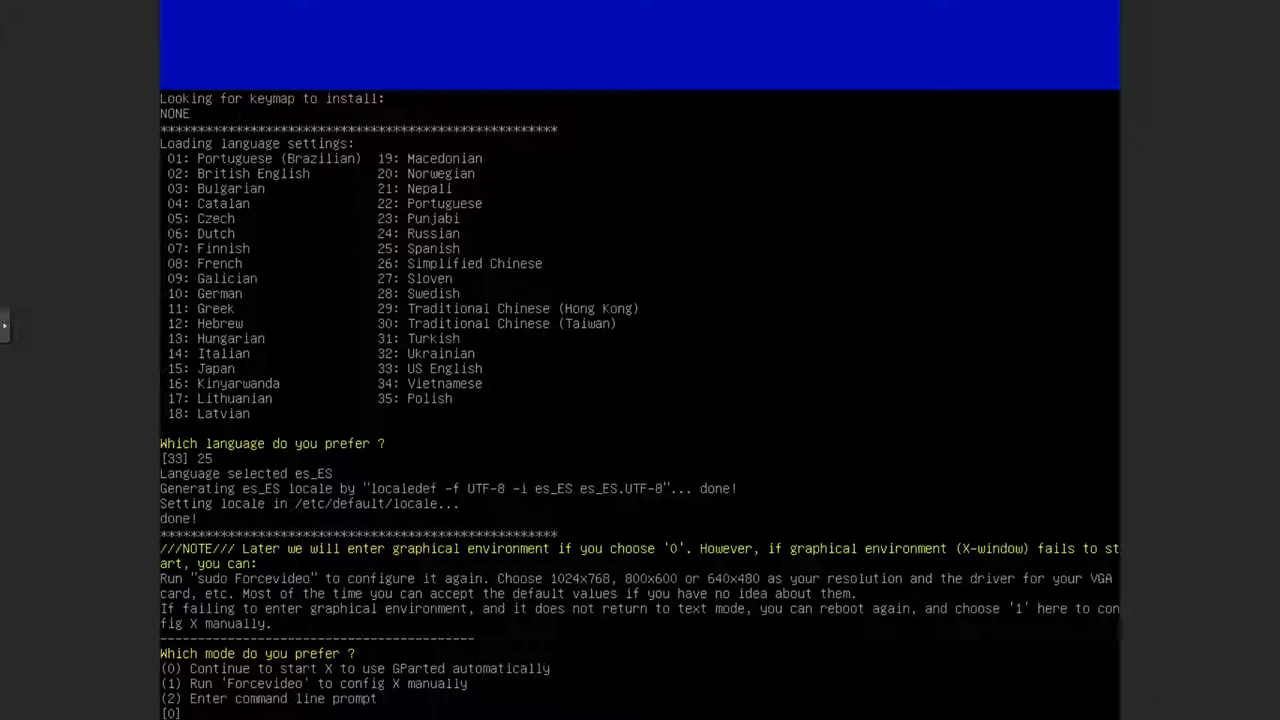 Looking for keymap to install:
NONE
*****************************************************
Loading language settings:
01: Portuguese (Brazilian)  19: Macedonian
02: British English         20: Norwegian
03: Bulgarian               21: Nepali
04: Catalan                 22: Portuguese
05: Czech                   23: Punjabi
06: Dutch                   24: Russian
07: Finnish                 25: Spanish
08: French                  26: Simplified Chinese
09: Galician                27: Sloven
10: German                  28: Swedish
11: Greek                   29: Traditional Chinese (Hong Kong)
12: Hebrew                  30: Traditional Chinese (Taiwan)
13: Hungarian               31: Turkish
14: Italian                 32: Ukrainian
15: Japan                   33: US English
16: Kinyarwanda             34: Vietnamese
17: Lithuanian              35: Polish
18: Latvian
Which language do you prefer ?
[33] 25
Language selected es_ES
Generating es_ES locale by "localedef -f UTF-8 -i es_ES es_ES.UTF-8"... done!
Setting locale in /etc/default/locale...
done!
*****************************************************
///NOTE/// Later we will enter graphical environment if you choose '0'. However, if graphical environment (X-window) fails to st
art, you can:
Run "sudo Forcevideo" to configure it again. Choose 1024x768, 800x600 or 640x480 as your resolution and the driver for your VGA
card, etc. Most of the time you can accept the default values if you have no idea about them.
If failing to enter graphical environment, and it does not return to text mode, you can reboot again, and choose '1' here to con
fig X manually.
------------------------------------------
Which mode do you prefer ?
(0) Continue to start X to use GParted automatically
(1) Run 'Forcevideo' to config X manually
(2) Enter command line prompt
[0]